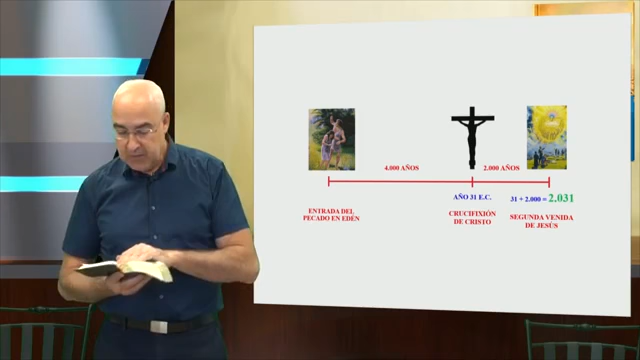 4.000 AÑOS
2.000 AÑOS
ENTRADA DEL
PECADO EN EDÉN
AÑO 31 E.C.
CRUCIFIXIÓN
DE CRISTO
31 + 2.000 = 2.031
SEGUNDA VENIDA
DE JESÚS